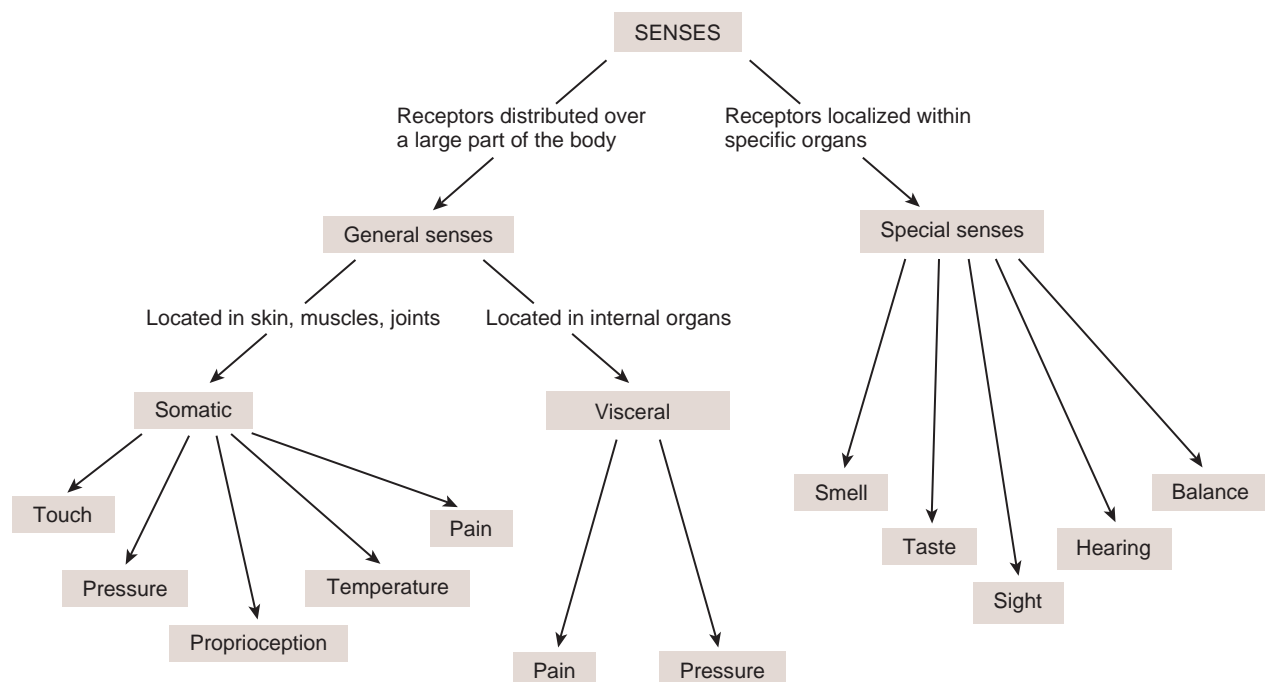 SENSES
Receptors distributed over
a large part of the body
Receptors localized within
specific organs
General senses
Special senses
Located in skin, muscles, joints
Located in internal organs
Somatic
Visceral
Touch
Pressure
Proprioception
Temperature
Pain
Pain
Pressure
Smell
Taste
Sight
Hearing
Balance